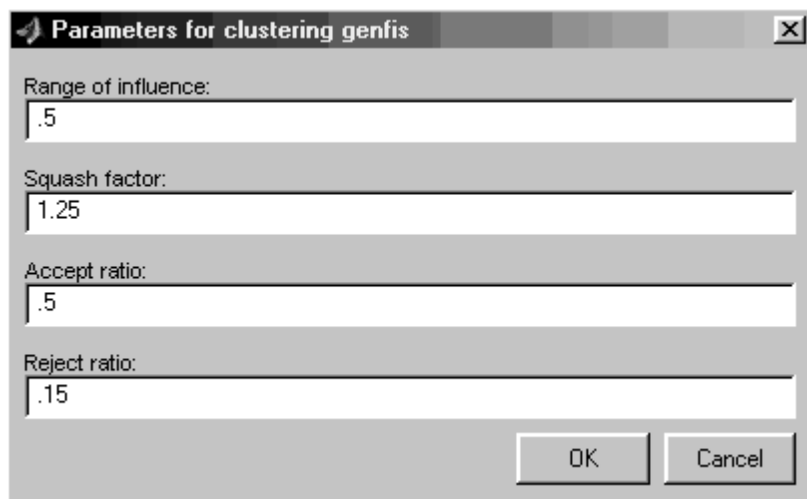 Parameters for clustering genfis
Range of influence:
.5
Squash factor:
1.25
Accept ratio:
.5
Reject ratio:
.15
OK Cancel